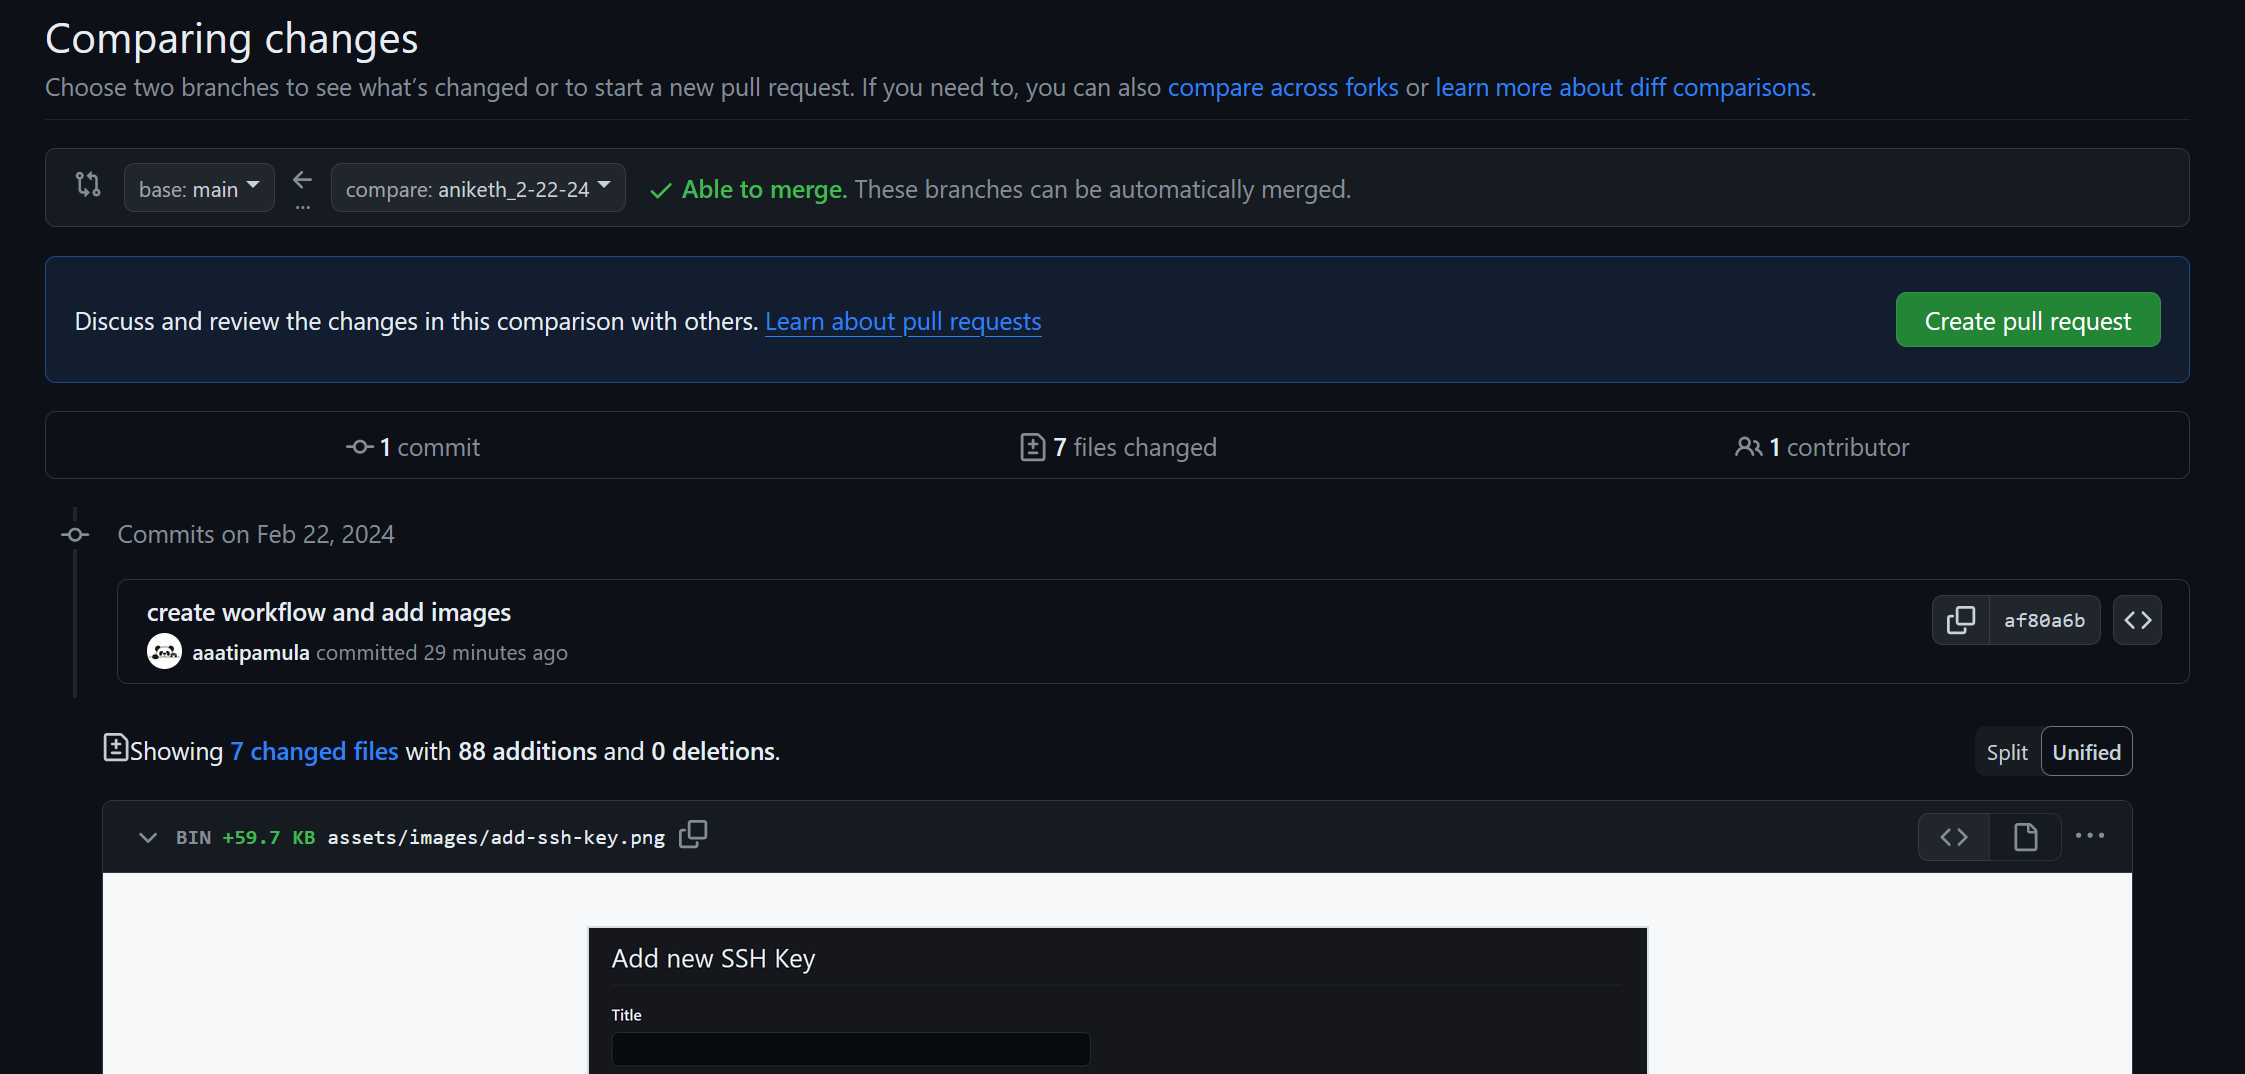 Comparing changes
Choose two branches to see what’s changed or to start a new pull request. If you need to, you can also compare across forks or learn more about diff comparisons.
base: main ... compare: aniketh_2-22-24 Able to merge. These branches can be automatically merged.
Discuss and review the changes in this comparison with others. Learn about pull requests Create pull request
1 commit 7 files changed 1 contributor
Commits on Feb 22, 2024
create workflow and add images
aaatipamula committed 29 minutes ago af80a6b
Showing 7 changed files with 88 additions and 0 deletions. Split Unified
BIN +59.7 KB assets/images/add-ssh-key.png
Add new SSH Key
Title